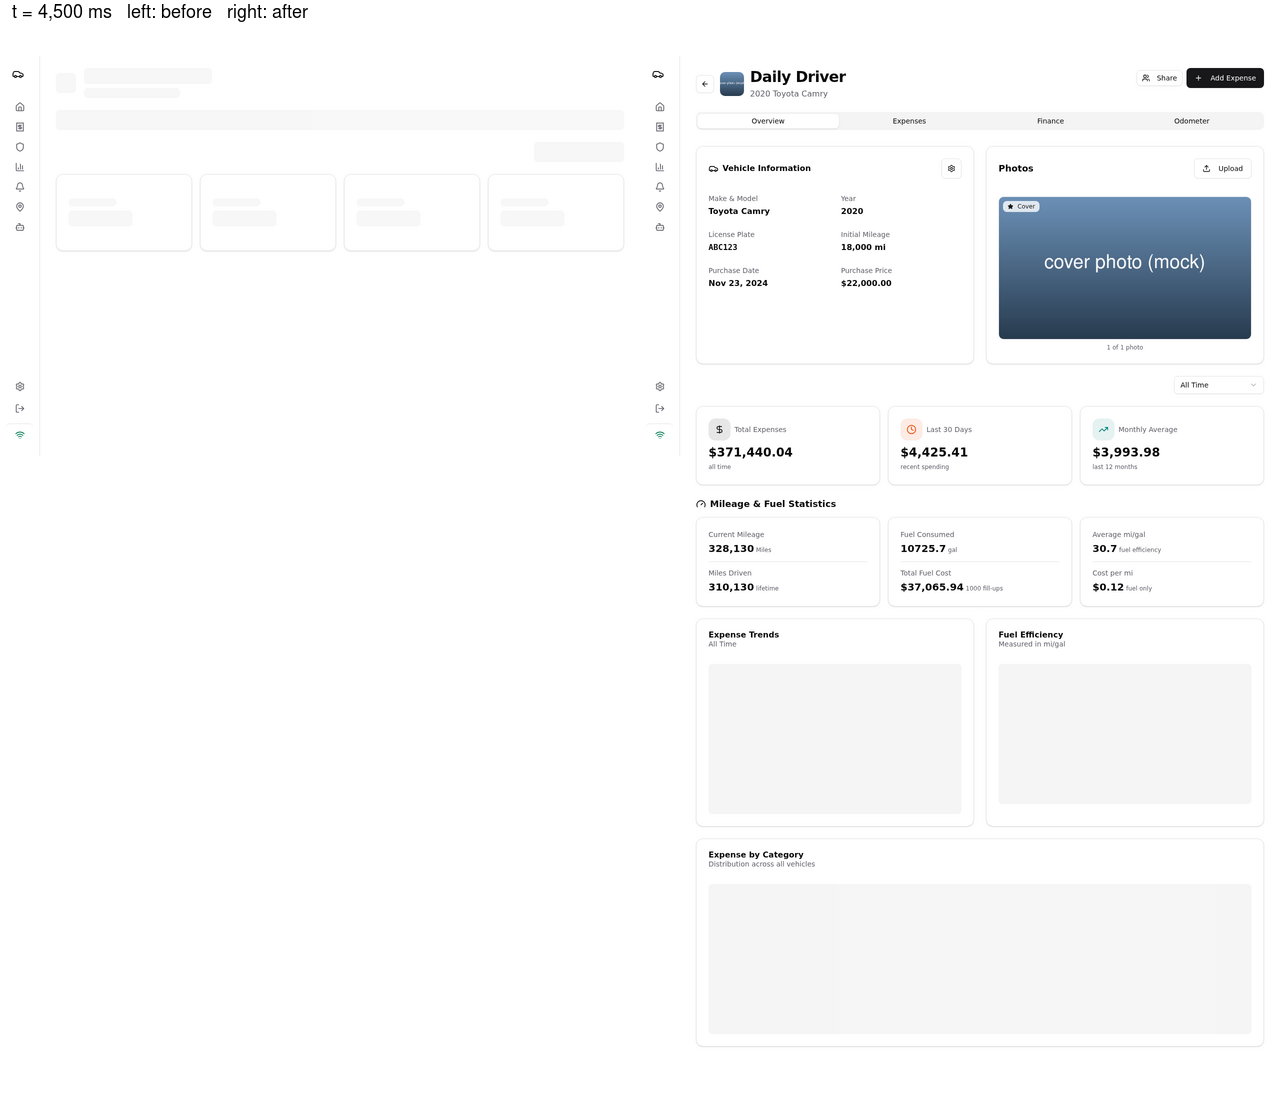 t = 4,500 ms left: before right: after
Daily Driver
2020 Toyota Camry
Share
Add Expense
Overview
Expenses
Finance
Odometer
Vehicle Information
Make & Model
Year
Toyota Camry
2020
License Plate
Initial Mileage
ABC123
18,000 mi
Purchase Date
Purchase Price
Nov 23, 2024
$22,000.00
Photos
Upload
Cover
cover photo (mock)
1 of 1 photo
All Time
Total Expenses
$371,440.04
all time
Last 30 Days
$4,425.41
recent spending
Monthly Average
$3,993.98
last 12 months
Mileage & Fuel Statistics
Current Mileage
328,130 Miles
Miles Driven
310,130 lifetime
Fuel Consumed
10725.7 gal
Total Fuel Cost
$37,065.94 1000 fill-ups
Average mi/gal
30.7 fuel efficiency
Cost per mi
$0.12 fuel only
Expense Trends
All Time
Fuel Efficiency
Measured in mi/gal
Expense by Category
Distribution across all vehicles